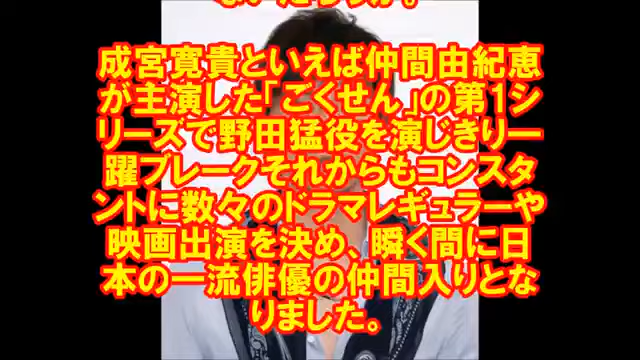 成宮寛貴といえば仲間由紀恵
が主演した「ごくせん」の第1シ
リーズで野田猛役を演じきり一
躍ブレークそれからもコンスタ
ントに数々のドラマレギュラーや
映画出演を決め、瞬く間に日
本の一流俳優の仲間入りとな
りました。